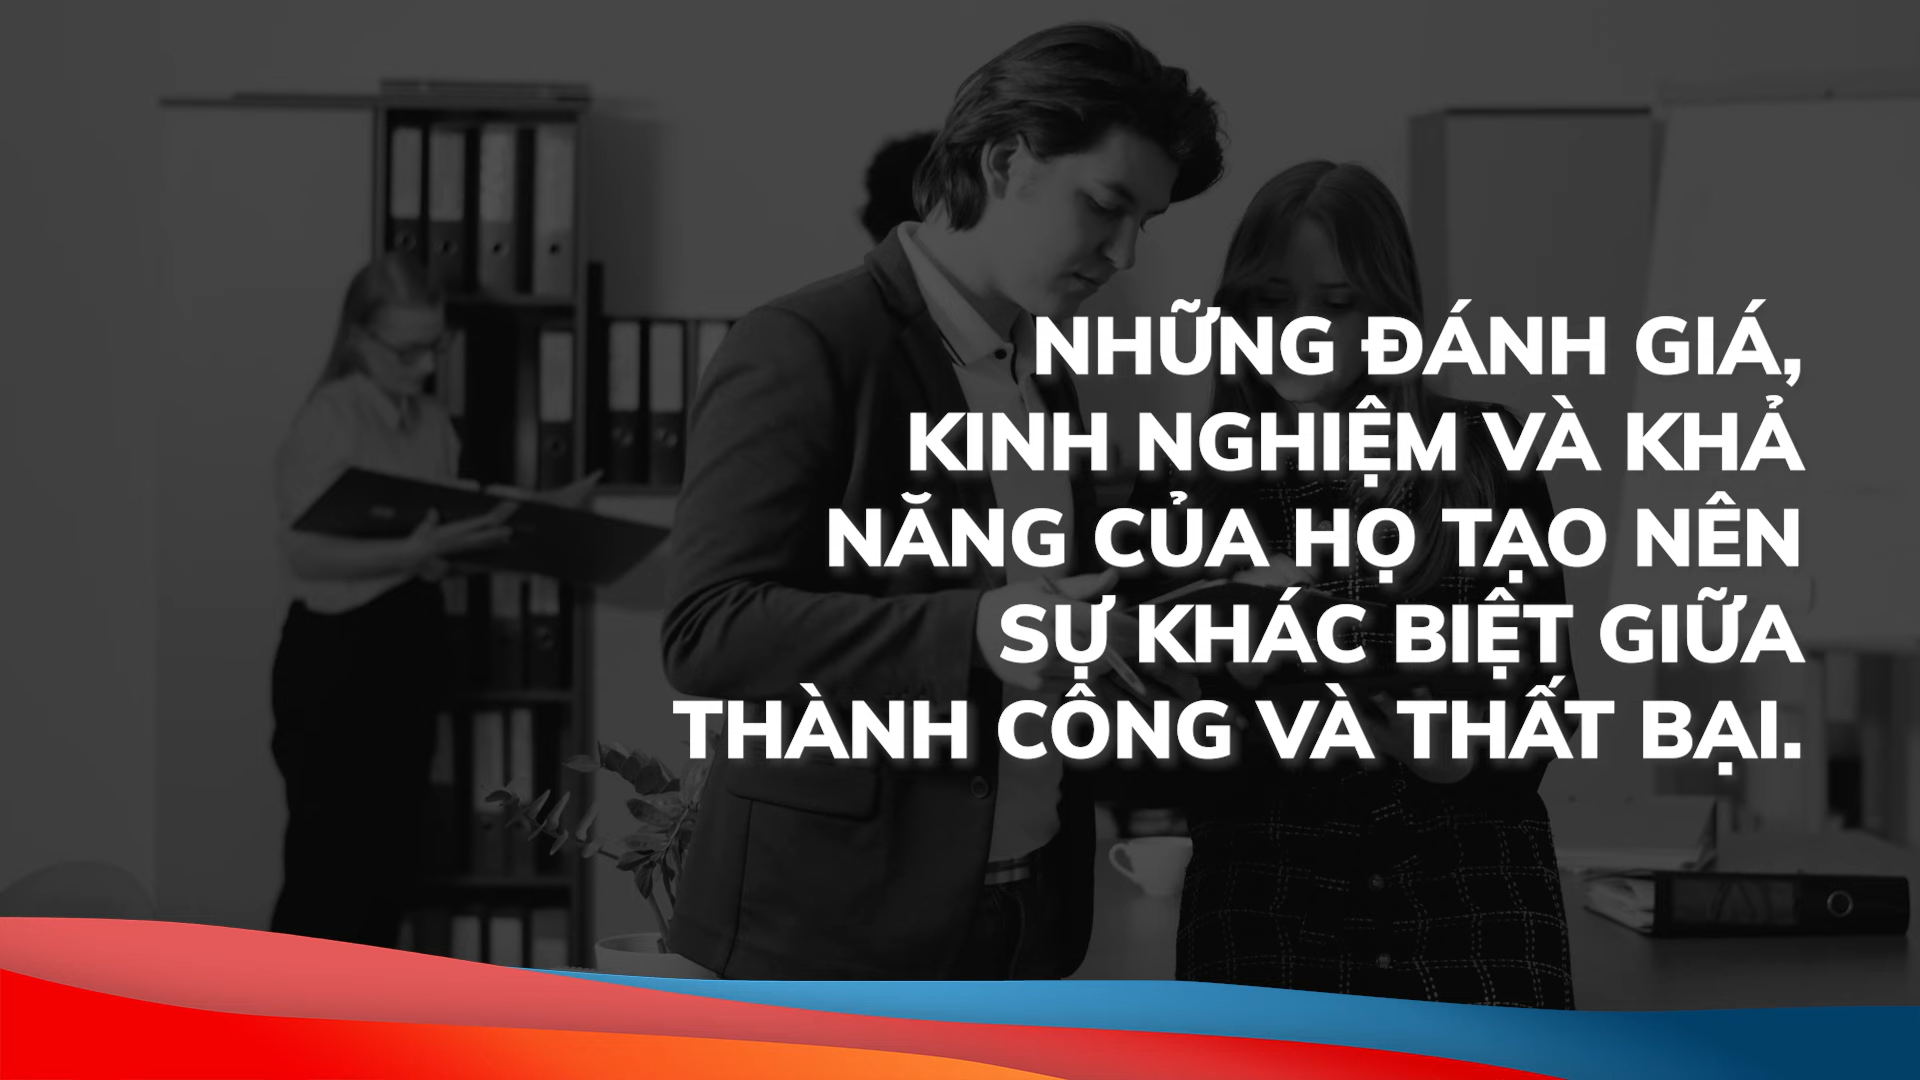 NHỮNG ĐÁNH GIÁ,
KINH NGHIỆM VÀ KHẢ
NĂNG CỦA HỌ TẠO NÊN
SỰ KHÁC BIỆT GIỮA
THÀNH CÔNG VÀ THẤT BẠI.